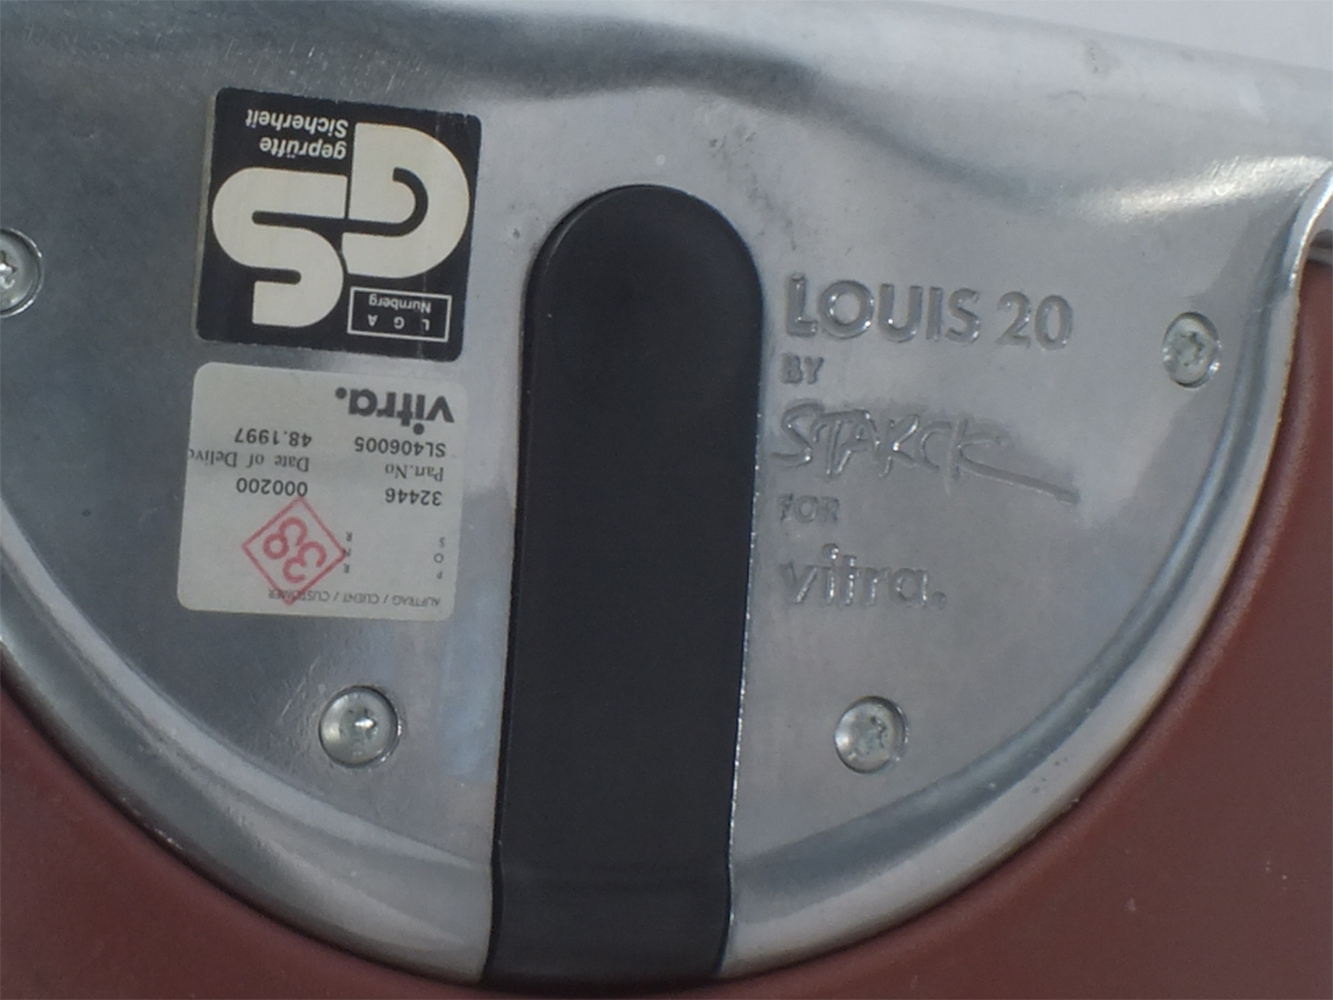 LOUIS 20
BY
STARCK
FOR
vitra.
L G A
Nürnberg
GS
geprüfte
Sicherheit
AUFTRAG / CLIENT / CUSTOMER
P R
O N
S R
33
32446 000200
Part.No Date of Delive
SL406005 48.1997
vitra.